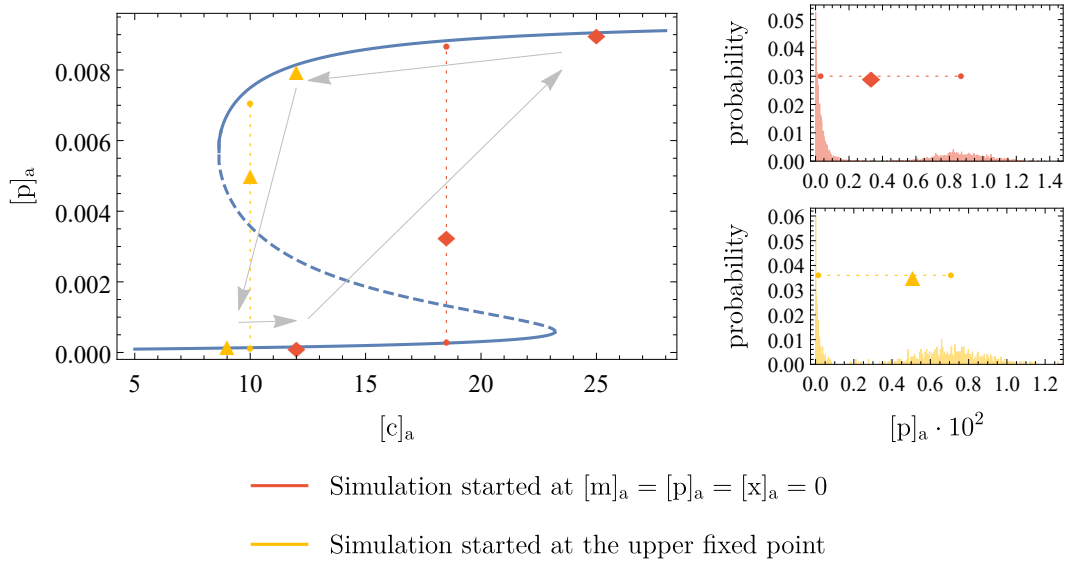 [p]ₐ
0.008
0.006
0.004
0.002
0.000
5 10 15 20 25
[c]ₐ
probability
0.05
0.04
0.03
0.02
0.01
0.00
0.0 0.2 0.4 0.6 0.8 1.0 1.2 1.4
probability
0.06
0.05
0.04
0.03
0.02
0.01
0.00
0.0 0.2 0.4 0.6 0.8 1.0 1.2
[p]ₐ · 10²
Simulation started at [m]ₐ = [p]ₐ = [x]ₐ = 0
Simulation started at the upper fixed point